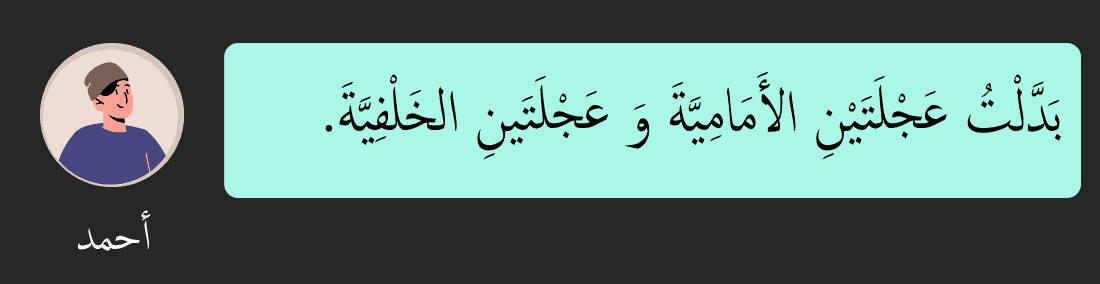 بَدَّلْتُ عَجْلَتَيْنِ الأَمَامِيَّةَ وَ عَجْلَتَينِ الخَلْفِيَّةَ.
أحمد